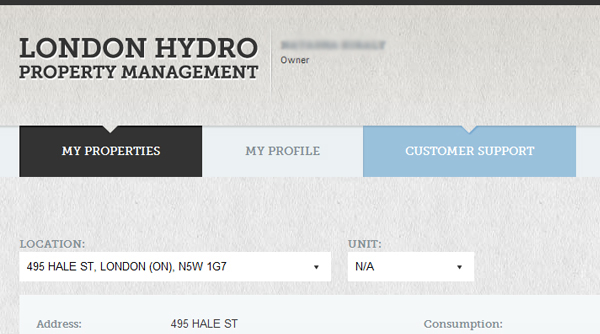 LONDON HYDRO
PROPERTY MANAGEMENT
Owner
MY PROPERTIES
MY PROFILE
CUSTOMER SUPPORT
LOCATION:
UNIT:
495 HALE ST, LONDON (ON), N5W 1G7
N/A
Address:
495 HALE ST
Consumption: